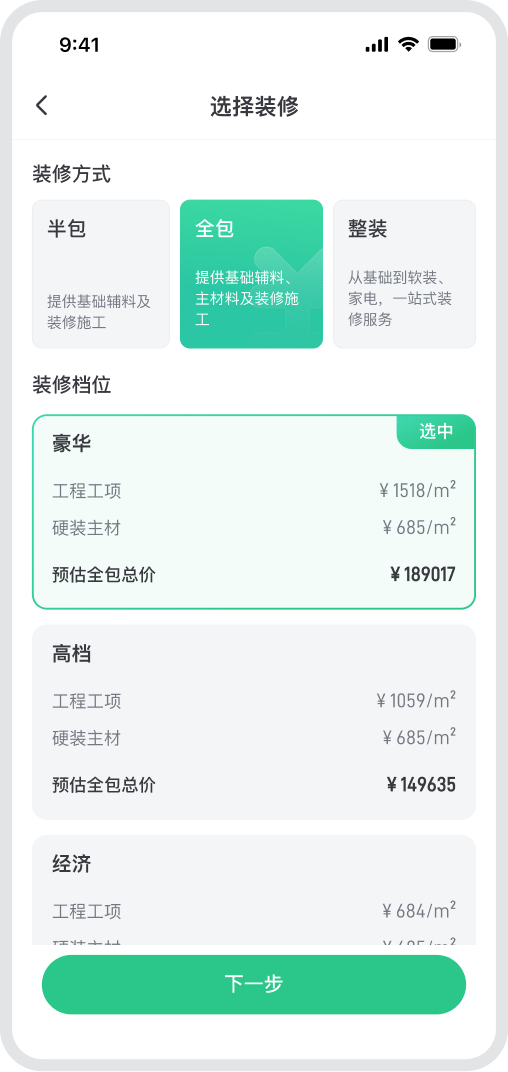 9:41
选择装修
装修方式
半包
提供基础辅料及
装修施工
全包
提供基础辅料、
主材料及装修施
工
整装
从基础到软装、
家电，一站式装
修服务
装修档位
选中
豪华
工程工项 ¥1518/m²
硬装主材 ¥685/m²
预估全包总价 ¥189017
高档
工程工项 ¥1059/m²
硬装主材 ¥685/m²
预估全包总价 ¥149635
经济
工程工项 ¥684/m²
硬装主材 ¥685/m²
下一步